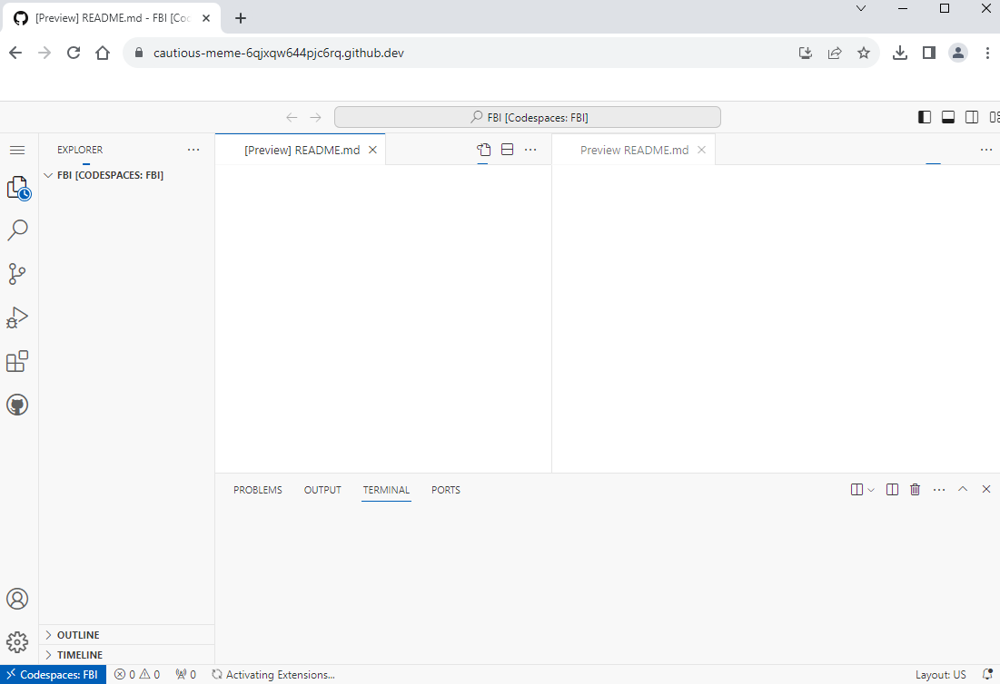 [Preview] README.md - FBI [Coc
cautious-meme-6qjxqw644pjc6rq.github.dev
FBI [Codespaces: FBI]
EXPLORER
[Preview] README.md
Preview README.md
FBI [CODESPACES: FBI]
PROBLEMS OUTPUT TERMINAL PORTS
OUTLINE
TIMELINE
Codespaces: FBI 0 0 0 Activating Extensions... Layout: US